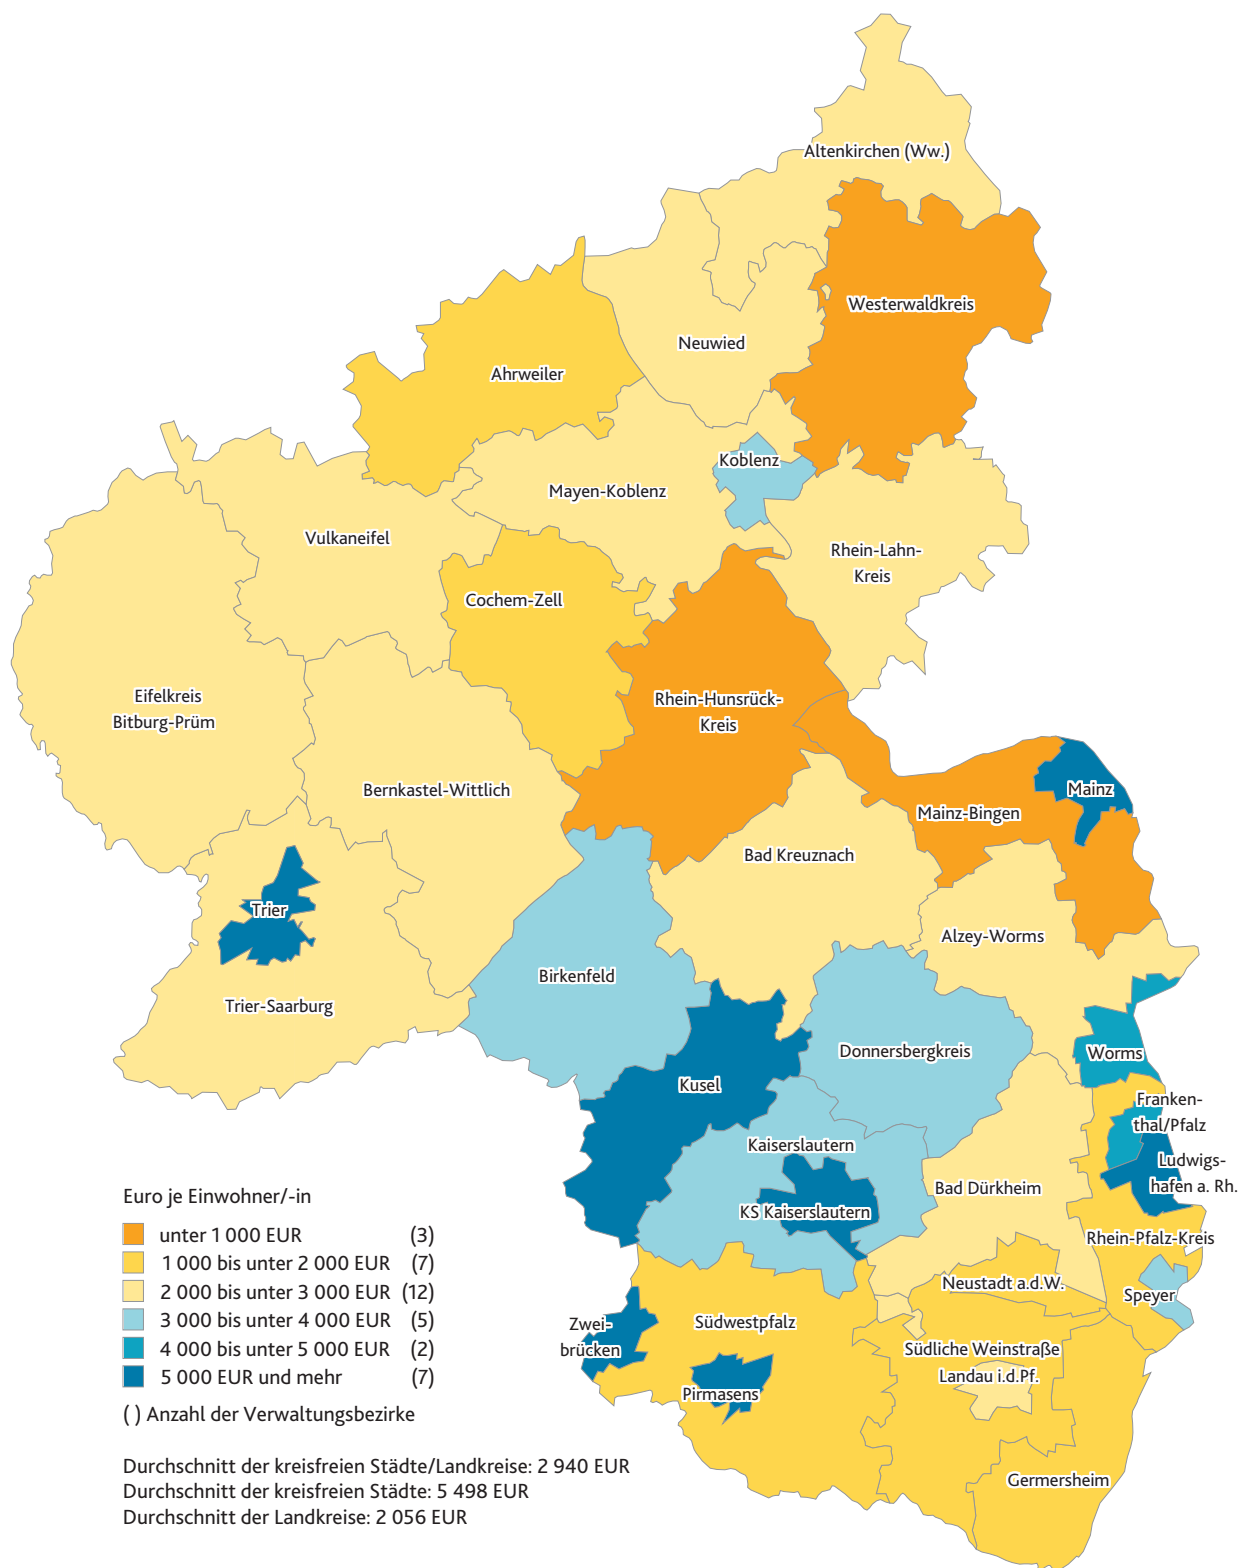 Altenkirchen (Ww.)
Westerwaldkreis
Neuwied
Ahrweiler
Koblenz
Mayen-Koblenz
Vulkaneifel
Rhein-Lahn-
Kreis
Cochem-Zell
Eifelkreis
Bitburg-Prüm
Rhein-Hunsrück-
Kreis
Bernkastel-Wittlich
Mainz
Mainz-Bingen
Bad Kreuznach
Trier
Alzey-Worms
Birkenfeld
Trier-Saarburg
Donnersbergkreis
Worms
Kusel
Franken-
thal/Pfalz
Kaiserslautern
Ludwigs-
hafen a. Rh.
Bad Dürkheim
KS Kaiserslautern
Rhein-Pfalz-Kreis
Neustadt a.d.W.
Speyer
Zwei-
brücken
Südwestpfalz
Südliche Weinstraße
Landau i.d.Pf.
Pirmasens
Germersheim
Euro je Einwohner/-in
unter 1 000 EUR (3)
1 000 bis unter 2 000 EUR (7)
2 000 bis unter 3 000 EUR (12)
3 000 bis unter 4 000 EUR (5)
4 000 bis unter 5 000 EUR (2)
5 000 EUR und mehr (7)
( ) Anzahl der Verwaltungsbezirke
Durchschnitt der kreisfreien Städte/Landkreise: 2 940 EUR
Durchschnitt der kreisfreien Städte: 5 498 EUR
Durchschnitt der Landkreise: 2 056 EUR